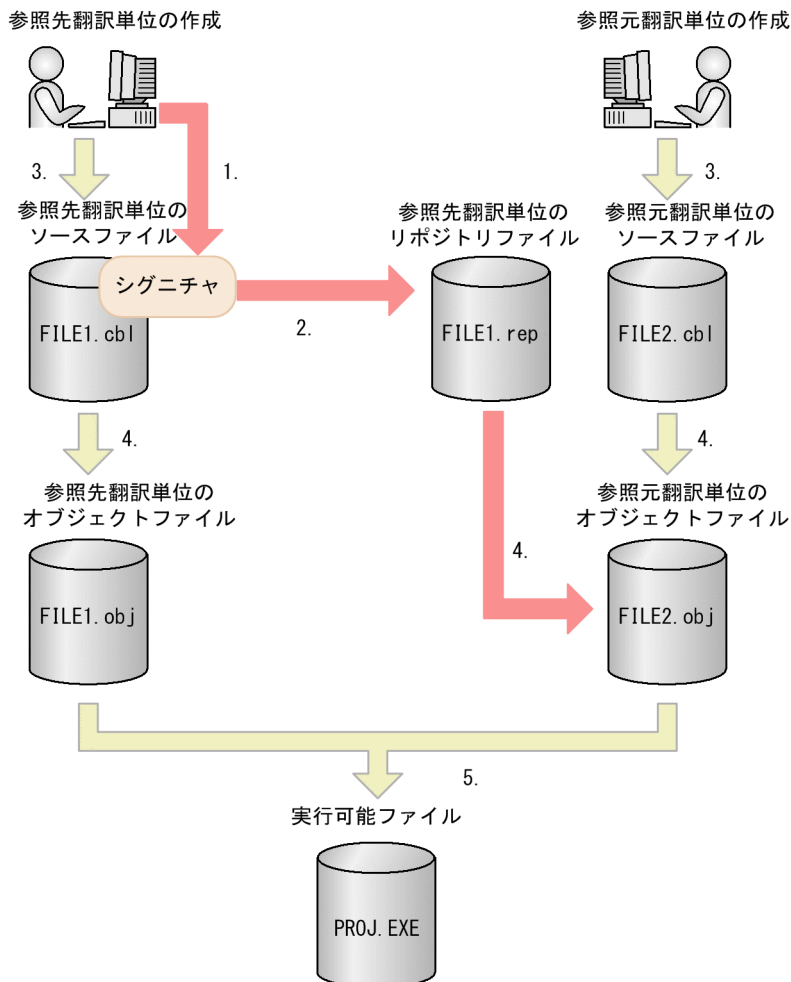 参照先翻訳単位の作成
参照元翻訳単位の作成
3.
1.
3.
参照先翻訳単位の
ソースファイル
参照先翻訳単位の
リポジトリファイル
参照元翻訳単位の
ソースファイル
シグニチャ
FILE1.cbl
2.
FILE1.rep
FILE2.cbl
4.
4.
参照先翻訳単位の
オブジェクトファイル
参照元翻訳単位の
オブジェクトファイル
4.
FILE1.obj
FILE2.obj
5.
実行可能ファイル
PROJ.EXE